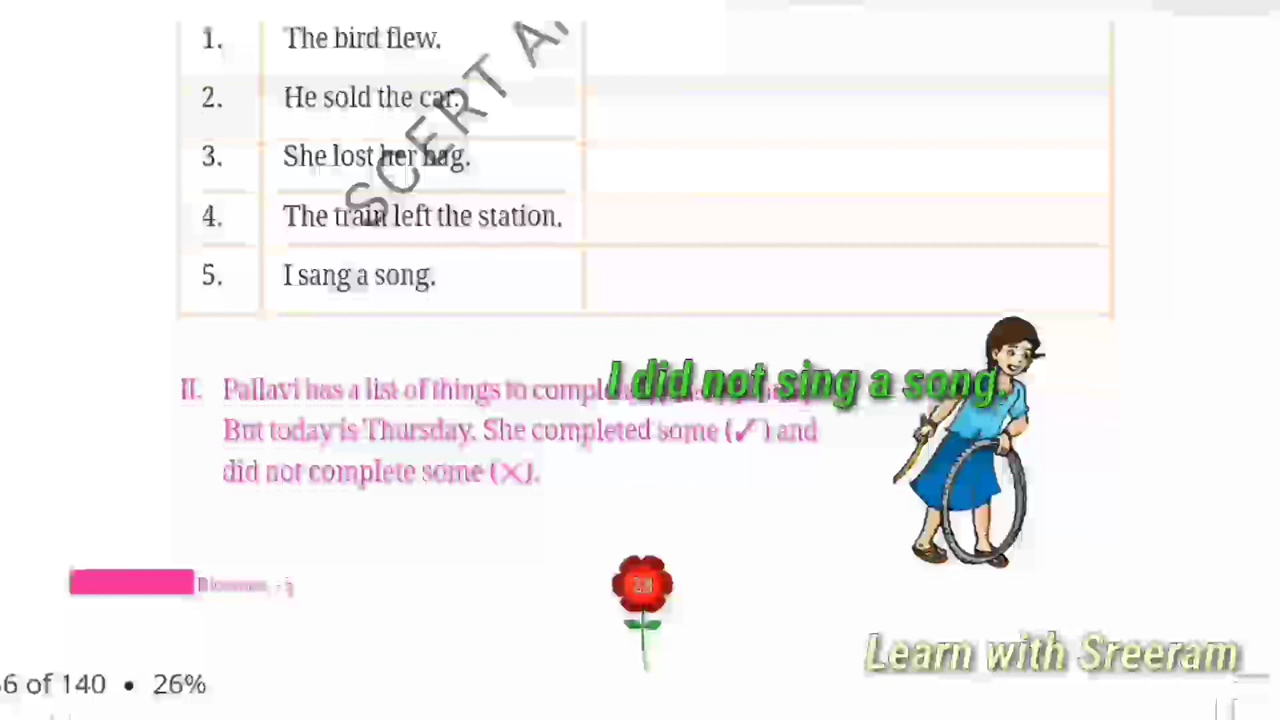 1. The bird flew.
2. He sold the car.
3. She lost her bag.
4. The train left the station.
5. I sang a song.
SCERT
I did not sing a song.
II. Pallavi has a list of things to
But today is Thursday. She completed some (✓) and
did not complete some (✕).
Learn with Sreeram
6 of 140 • 26%